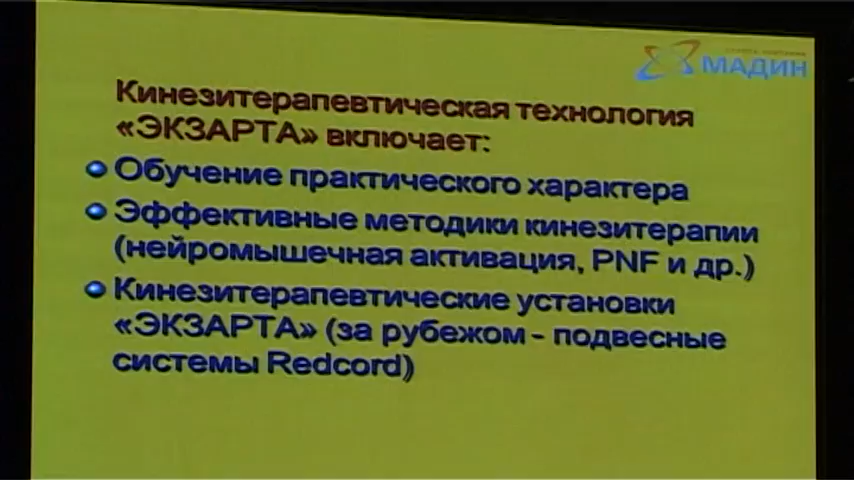 МАДИН
Кинезитерапевтическая технология
«ЭКЗАРТА» включает:
Обучение практического характера
Эффективные методики кинезитерапии
(нейромышечная активация, PNF и др.)
Кинезитерапевтические установки
«ЭКЗАРТА» (за рубежом - подвесные
системы Redcord)